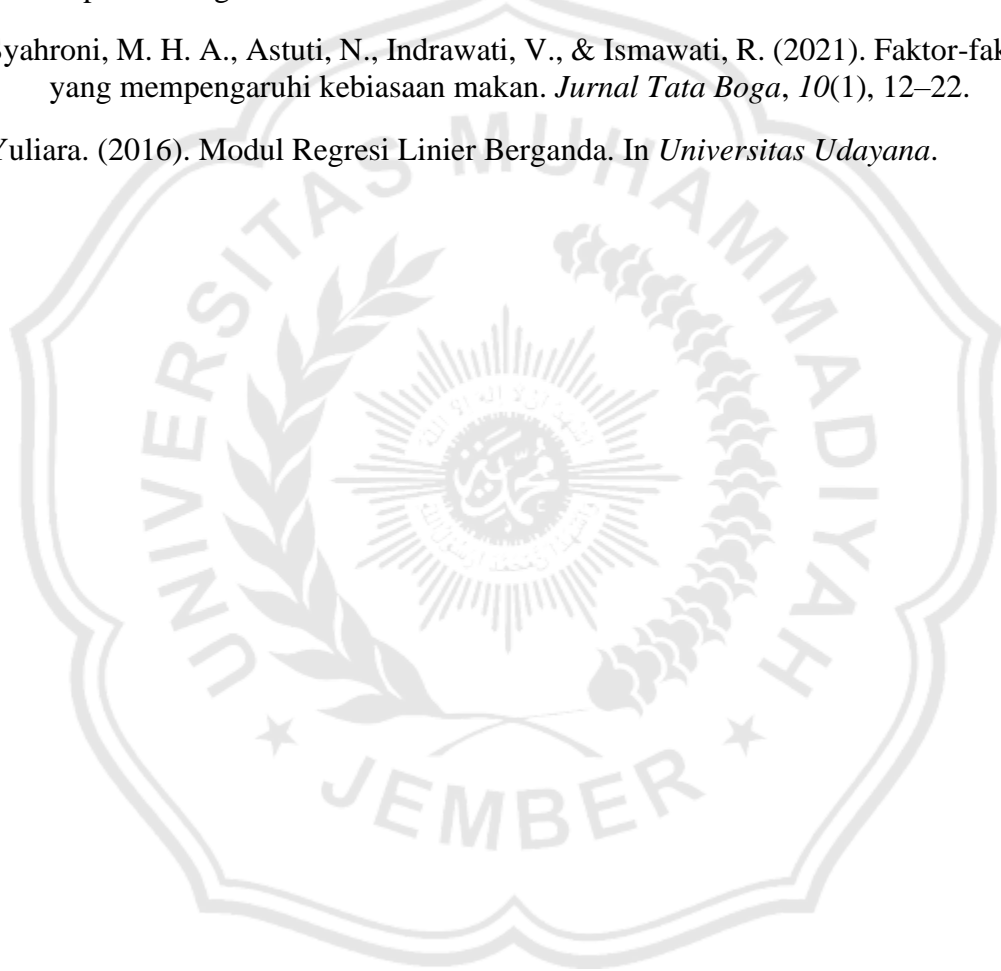 yahroni, M. H. A., Astuti, N., Indrawati, V., & Ismawati, R. (2021). Faktor-fak
yang mempengaruhi kebiasaan makan. Jurnal Tata Boga, 10(1), 12–22.
Yuliara. (2016). Modul Regresi Linier Berganda. In Universitas Udayana.
UNIVERSITAS MUHAMMADIYAH
JEMBER